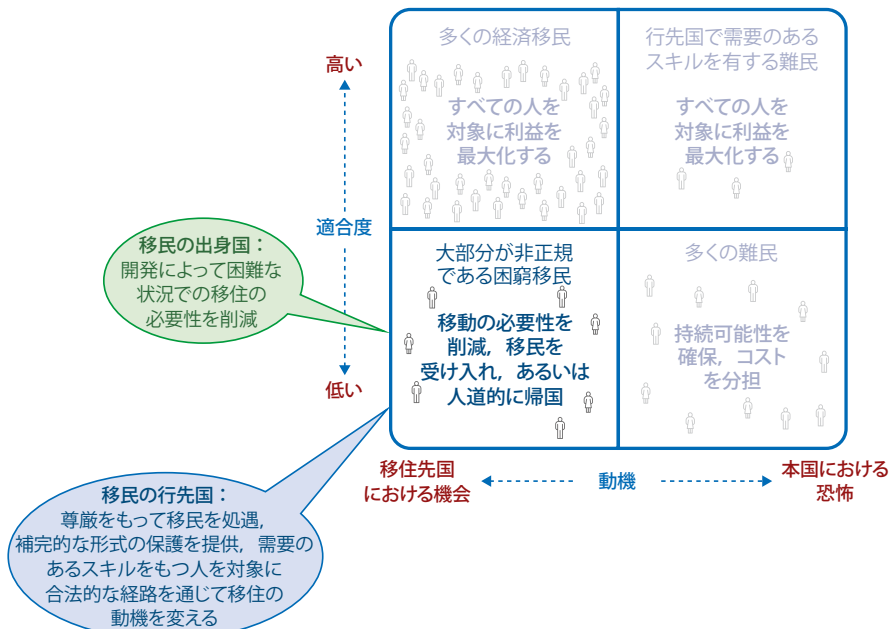 多くの経済移民
すべての人を
対象に利益を
最大化する
行先国で需要のある
スキルを有する難民
すべての人を
対象に利益を
最大化する
高い
適合度
低い
移民の出身国：
開発によって困難な
状況での移住の
必要性を削減
大部分が非正規
である困窮移民
移動の必要性を
削減，移民を
受け入れ，あるいは
人道的に帰国
多くの難民
持続可能性を
確保，コスト
を分担
移住先国
における機会
動機
本国における
恐怖
移民の行先国：
尊厳をもって移民を処遇，
補完的な形式の保護を提供，需要の
あるスキルをもつ人を対象に
合法的な経路を通じて移住の
動機を変える